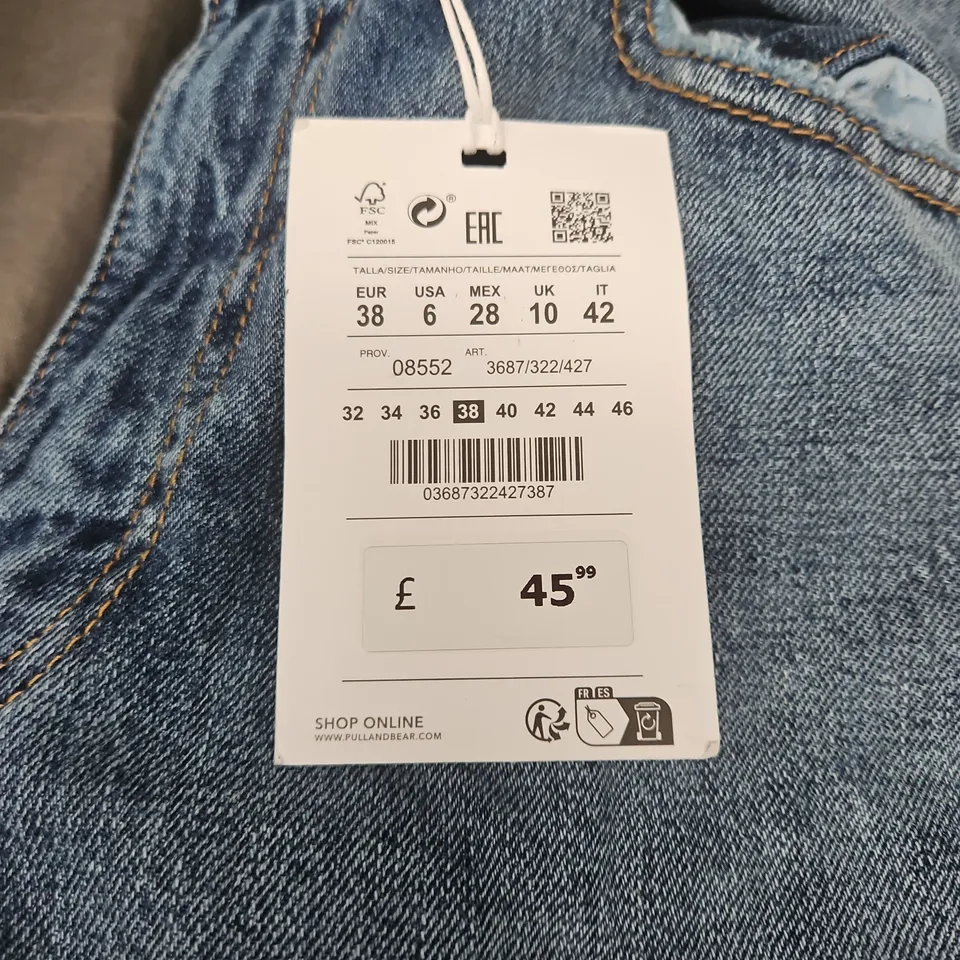 FSC
MIX
Paper
FSC® C120015
®
EAC
TALLA/SIZE/TAMANHO/TAILLE/MAAT/ΜΕΓΕΘΟΣ/TAGLIA
EUR USA MEX UK IT
38 6 28 10 42
PROV. 08552 ART. 3687/322/427
32 34 36 38 40 42 44 46
03687322427387
£ 45⁹⁹
FR ES
SHOP ONLINE
WWW.PULLANDBEAR.COM